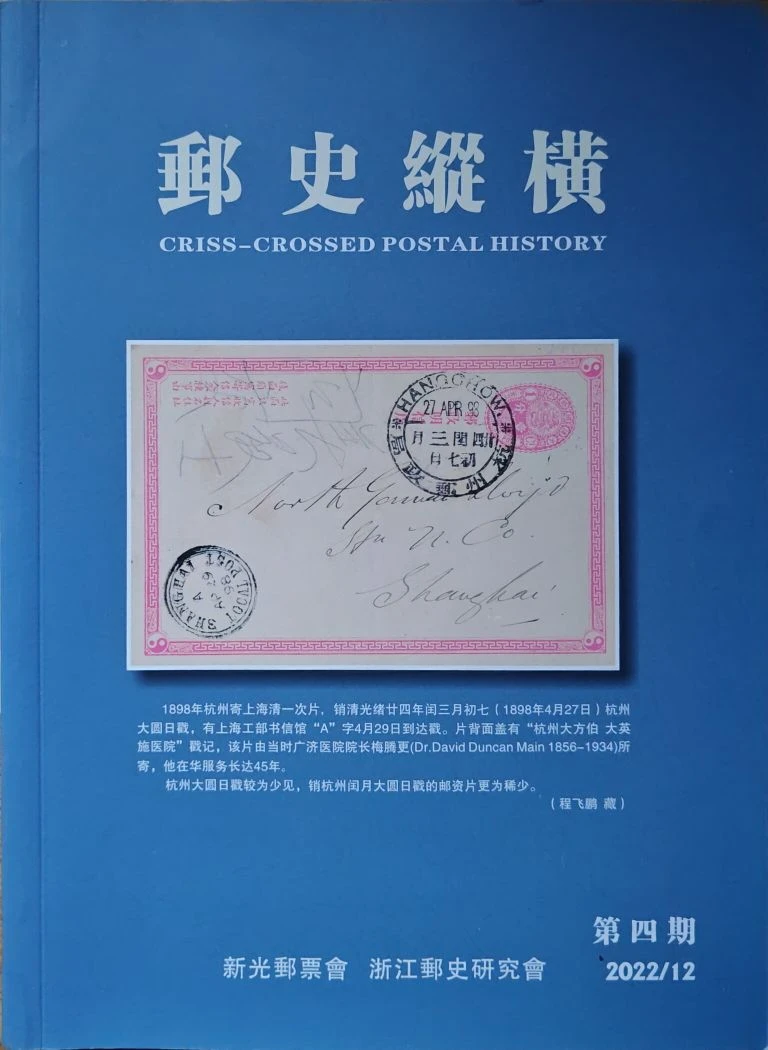 郵史縱橫
CRISS-CROSSED POSTAL HISTORY
HANGCHOW.
27 APR 98
月三閏四
日七初
局政郵州杭
North German Lloyd
Shanghai
SHANGHAI LOCAL POST
A
AP 29
98
1898年杭州寄上海清一次片，销清光绪廿四年闰三月初七（1898年4月27日）杭州
大圆日戳，有上海工部书信馆“A”字4月29日到达戳。片背面盖有“杭州大方伯 大英
施医院”戳记，该片由当时广济医院院长梅腾更(Dr.David Duncan Main 1856-1934)所
寄，他在华服务长达45年。
杭州大圆日戳较为少见，销杭州闰月大圆日戳的邮资片更为稀少。
（程飞鹏 藏）
第四期
新光郵票會 浙江郵史研究會
2022/12